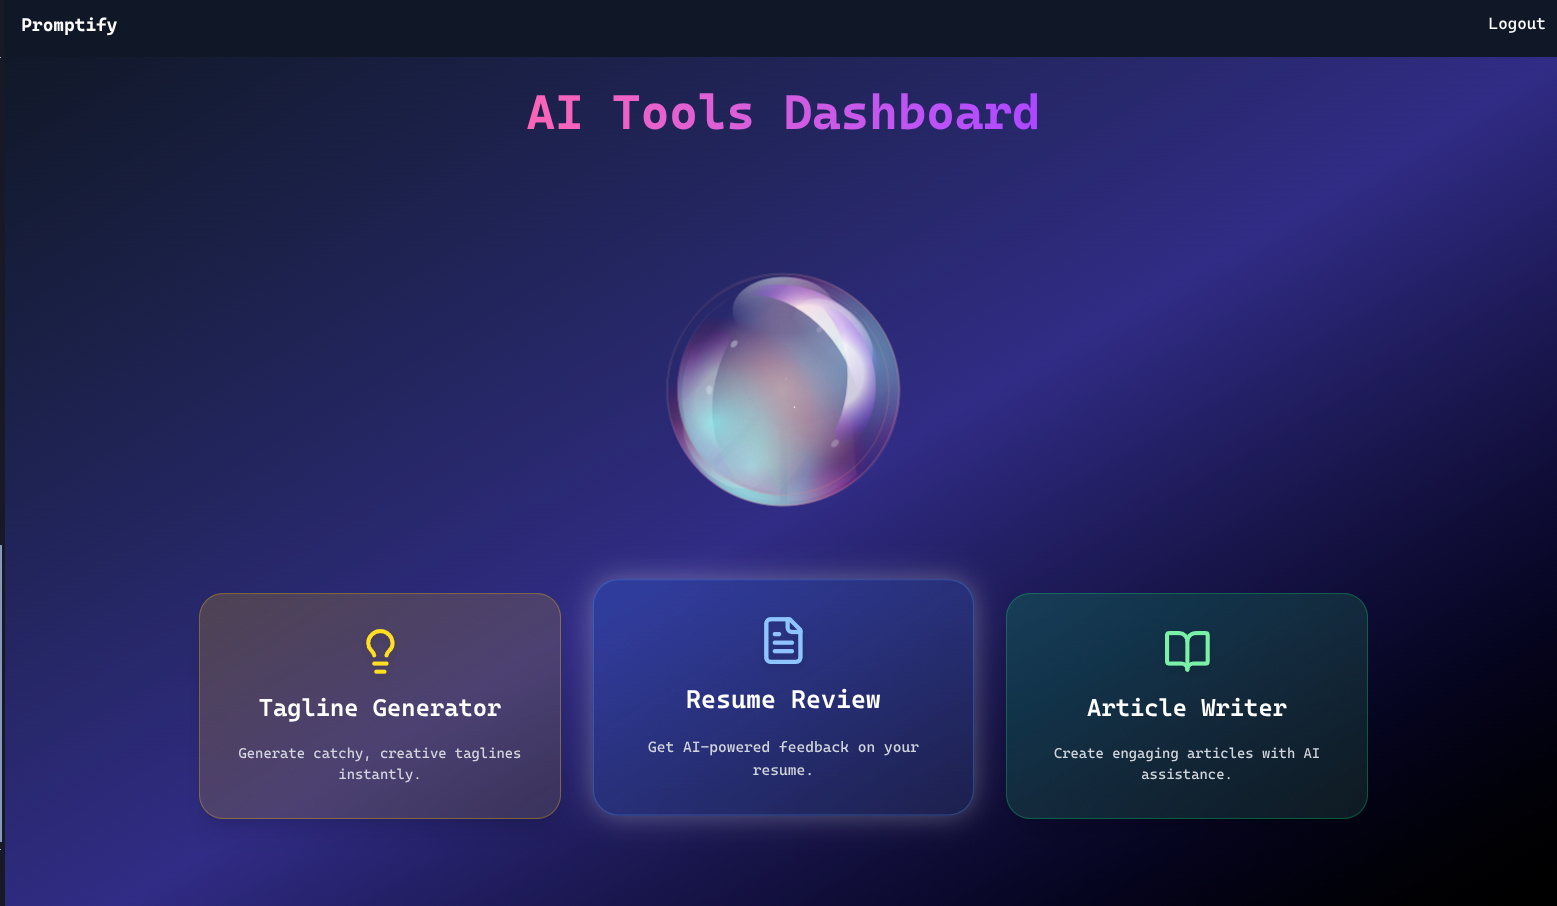 Promptify
Logout
AI Tools Dashboard
Tagline Generator
Generate catchy, creative taglines
instantly.
Resume Review
Get AI-powered feedback on your
resume.
Article Writer
Create engaging articles with AI
assistance.